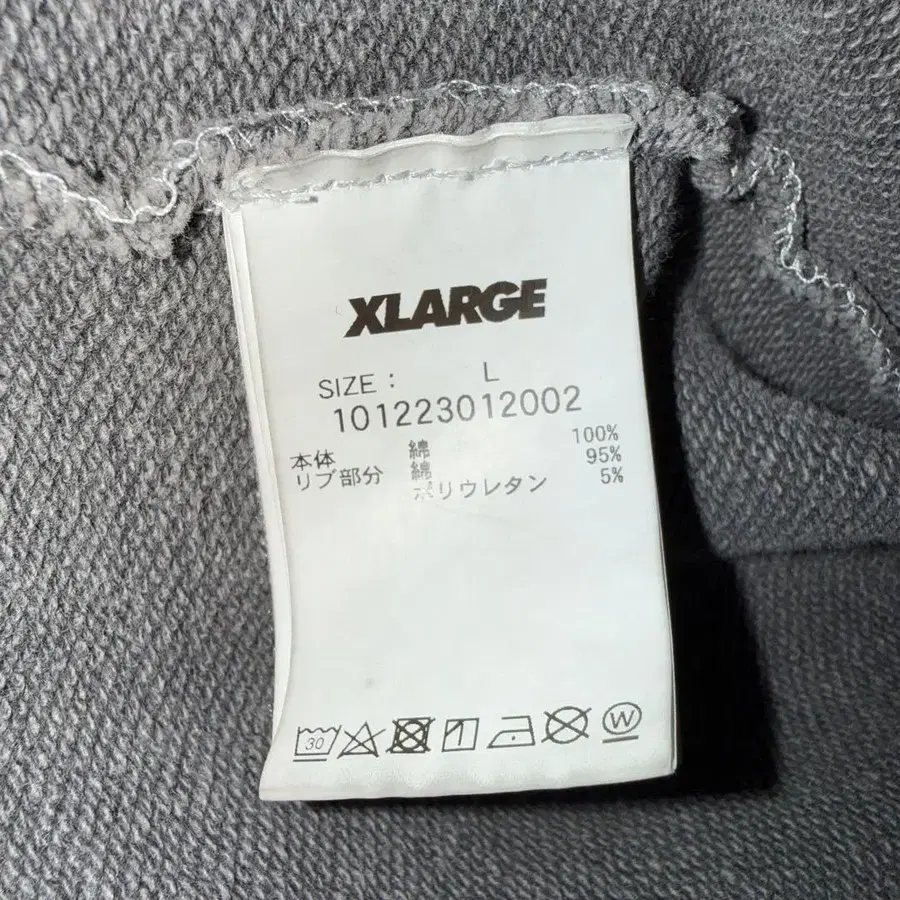 XLARGE
SIZE : L
101223012002
本体 綿 100%
リブ部分 綿 95%
ポリウレタン 5%
30
W